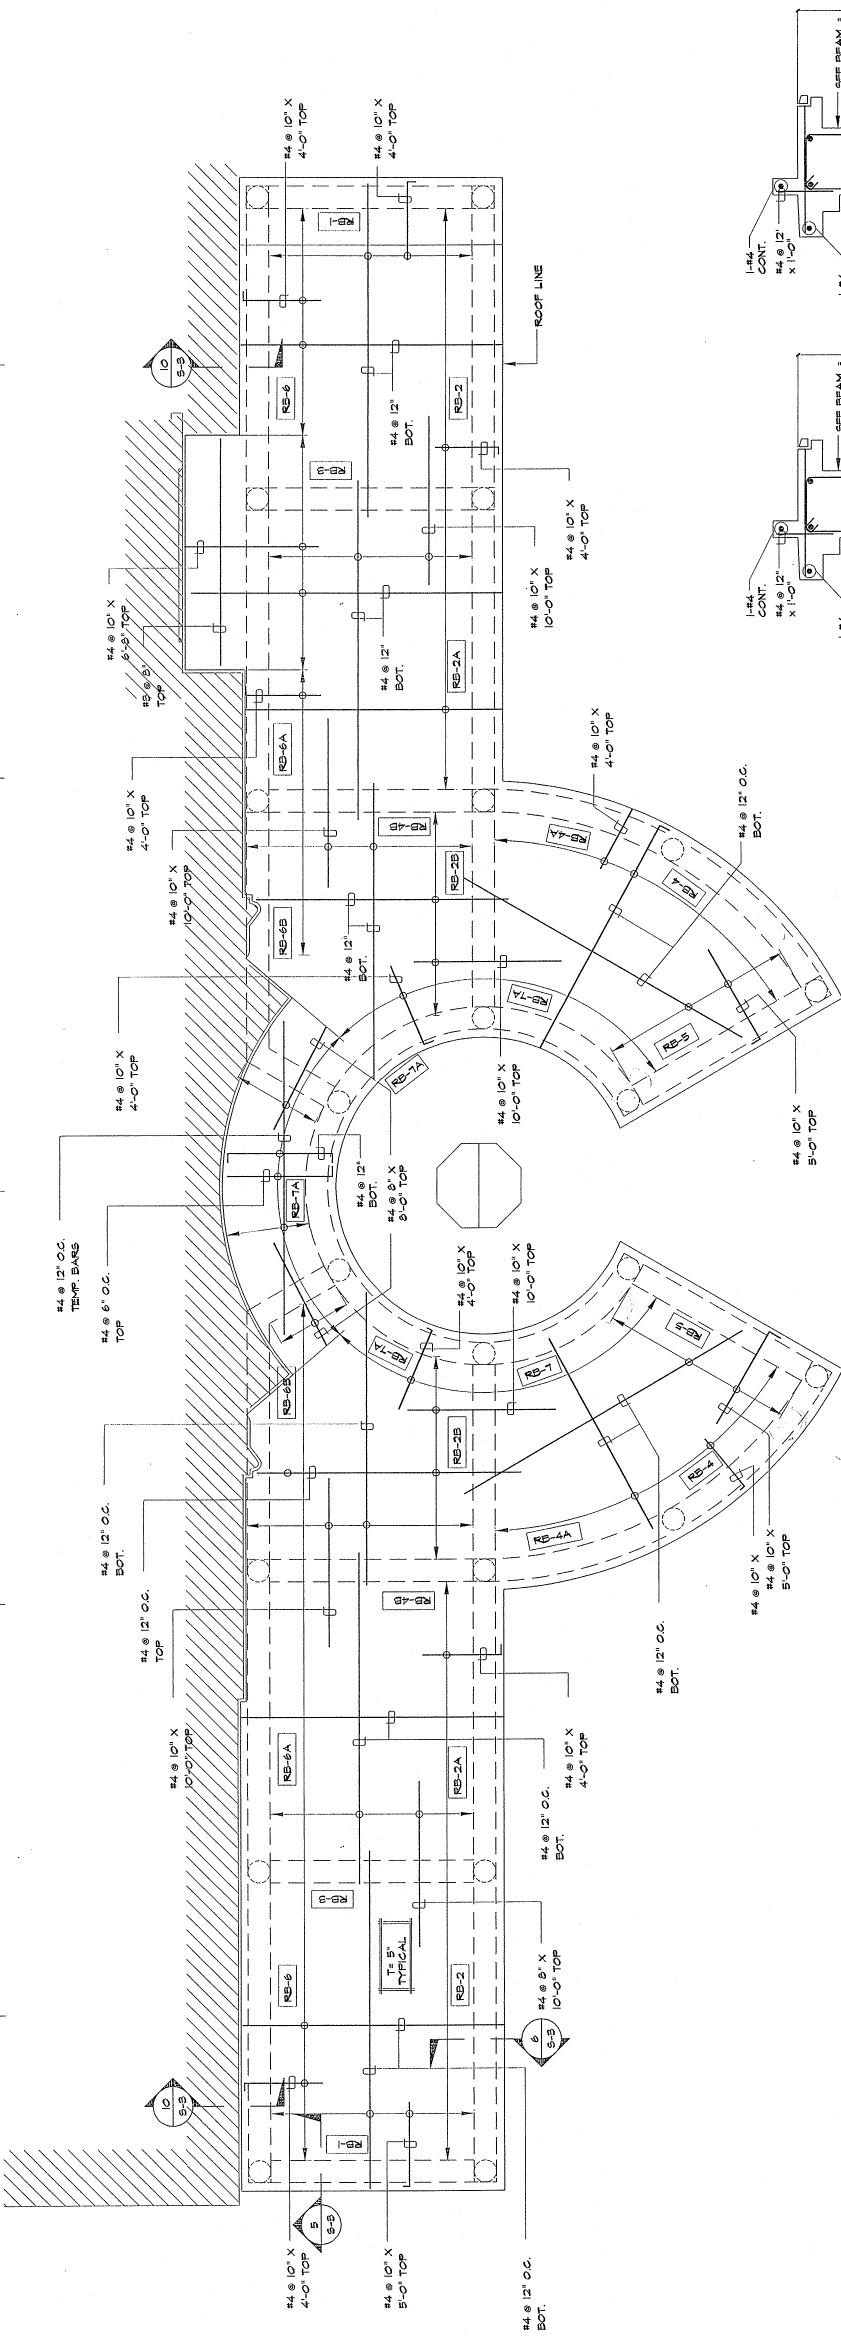 #4 @ 10" X
4'-0" TOP
#4 @ 10" X
4'-0" TOP
RB-1
ROOF LINE
10
S-3
RB-6
RB-2
#4 @ 12"
BOT.
RB-3
#4 @ 10" X
4'-0" TOP
#4 @ 10" X
10'-0" TOP
#4 @ 10" X
6'-8" TOP
#3 @ 8"
TOP
#4 @ 12"
BOT.
RB-2A
RB-6A
#4 @ 10" X
4'-0" TOP
#4 @ 10" X
4'-0" TOP
#4 @ 10" X
10'-0" TOP
RB-4B
RB-4A
RB-2B
RB-4
#4 @ 12" O.C.
BOT.
RB-6B
#4 @ 12"
BOT.
RB-7A
RB-5
#4 @ 10" X
4'-0" TOP
RB-7A
#4 @ 10" X
10'-0" TOP
#4 @ 10" X
5'-0" TOP
#4 @ 12" O.C.
TEMP. BARS
#4 @ 6" O.C.
TOP
RB-7A
#4 @ 12"
BOT.
#4 @ 8" X
8'-0" TOP
#4 @ 10" X
4'-0" TOP
#4 @ 10" X
10'-0" TOP
RB-7A
RB-7
RB-5
RB-6B
RB-2B
RB-4
RB-4A
#4 @ 12" O.C.
BOT.
#4 @ 12" O.C.
TOP
#4 @ 10" X
#4 @ 10" X
5'-0" TOP
RB-4B
#4 @ 12" O.C.
BOT.
#4 @ 10" X
10'-0" TOP
#4 @ 10" X
4'-0" TOP
RB-6A
RB-2A
#4 @ 12" O.C.
BOT.
RB-3
T= 5"
TYPICAL
RB-6
RB-2
#4 @ 8" X
10'-0" TOP
6
S-3
10
S-3
RB-1
5
S-3
#4 @ 10" X
4'-0" TOP
#4 @ 10" X
5'-0" TOP
#4 @ 12" O.C.
BOT.
1-#4
CONT.
#4 @ 12"
x 1'-0"
SEE BEAM
1-#4
CONT.
#4 @ 12"
x 1'-0"
SEE BEAM